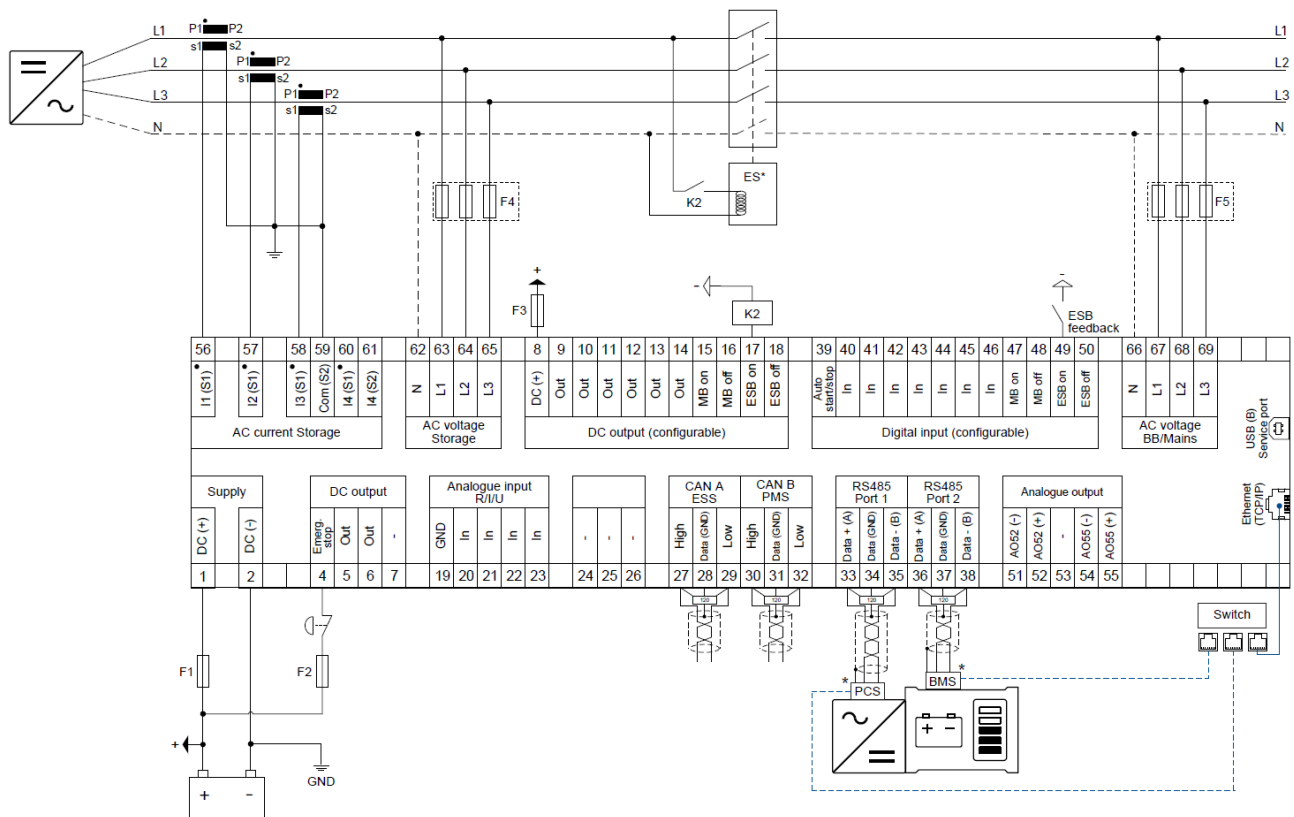 L1 P1 P2 L1
s1 s2
L2 P1 P2 L2
s1 s2
L3 P1 P2 L3
s1 s2
N N
ES*
K2
F4 F5
+ -
F3 K2 ESB
feedback
56 57 58 59 60 61 62 63 64 65 8 9 10 11 12 13 14 15 16 17 18 39 40 41 42 43 44 45 46 47 48 49 50 66 67 68 69
I1 (S1) I2 (S1) I3 (S1) Com (S2) I4 (S1) I4 (S2)
N L1 L2 L3
DC (+) Out Out Out Out Out Out MB on MB off ESB on ESB off
Auto
start/stop
In In In In In In In MB on MB off ESB on ESB off
N L1 L2 L3
AC current Storage
AC voltage
Storage
DC output (configurable)
Digital input (configurable)
AC voltage
BB/Mains
USB (B)
Service port
Supply
DC output
Analogue input
R/I/U
CAN A
ESS
CAN B
PMS
RS485
Port 1
RS485
Port 2
Analogue output
Ethernet
(TCP/IP)
DC (+) DC (-)
Emerg.
stop
Out Out -
GND In In In In
- - -
High Data (GND) Low
High Data (GND) Low
Data + (A) Data (GND) Data - (B)
Data + (A) Data (GND) Data - (B)
AO52 (-) AO52 (+) - AO55 (-) AO55 (+)
1 2 4 5 6 7 19 20 21 22 23 24 25 26 27 28 29 30 31 32 33 34 35 36 37 38 51 52 53 54 55
120 120 120 120
Switch
F1 F2
* PCS BMS *
+ -
+
GND
+ -